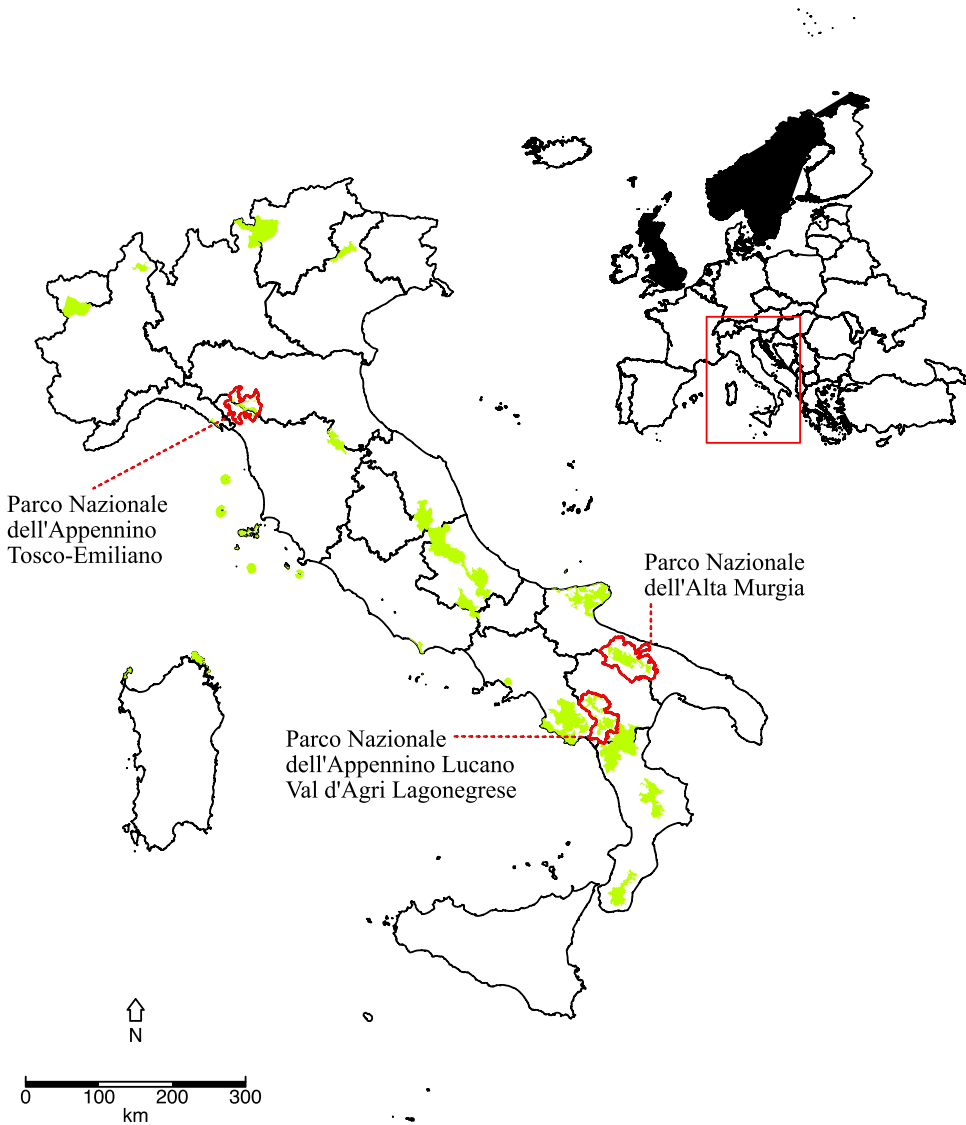 Parco Nazionale
dell'Appennino
Tosco-Emiliano
Parco Nazionale
dell'Alta Murgia
Parco Nazionale
dell'Appennino Lucano
Val d'Agri Lagonegrese
N
0 100 200 300
km